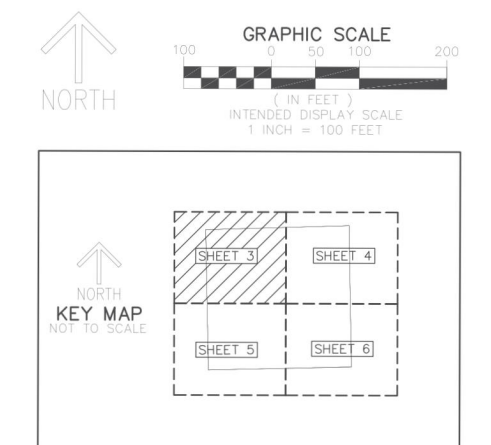 GRAPHIC SCALE
100 0 50 100 200
NORTH
( IN FEET )
INTENDED DISPLAY SCALE
1 INCH = 100 FEET
SHEET 3 SHEET 4
NORTH
KEY MAP
NOT TO SCALE
SHEET 5 SHEET 6